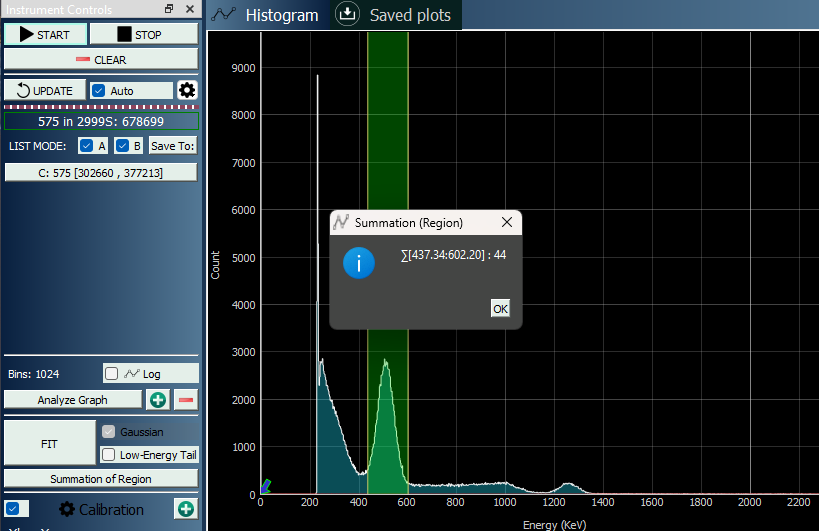 Instrument Controls
Histogram
Saved plots
START
STOP
CLEAR
UPDATE
Auto
575 in 2999S: 678699
LIST MODE:
A
B
Save To:
C: 575 [302660 , 377213]
Bins: 1024
Log
Analyze Graph
FIT
Gaussian
Low-Energy Tail
Summation of Region
Calibration
Count
9000
8000
7000
6000
5000
4000
3000
2000
1000
0
Summation (Region)
∑[437.34:602.20] : 44
OK
0
200
400
600
800
1000
1200
1400
1600
1800
2000
2200
Energy (KeV)